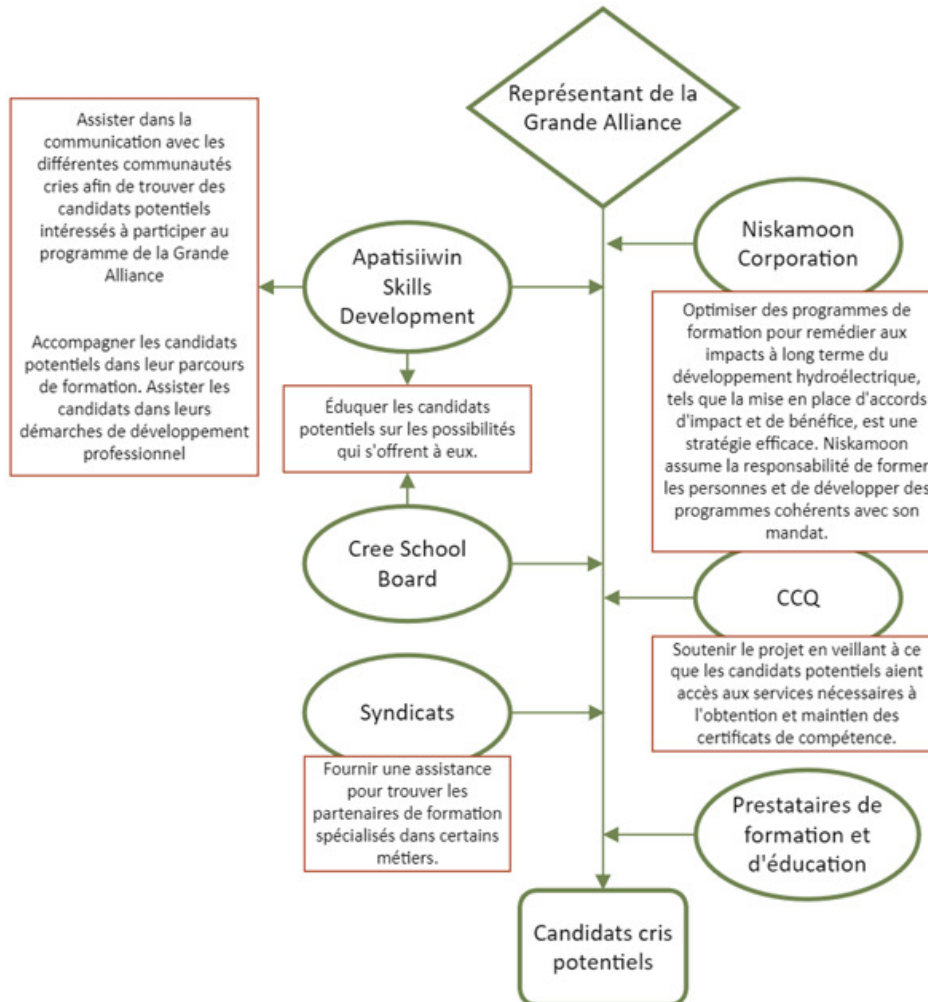 Représentant de la
Grande Alliance
Assister dans la
communication avec les
différentes communautés
cries afin de trouver des
candidats potentiels
intéressés à participer au
programme de la Grande
Alliance
Accompagner les candidats
potentiels dans leur parcours
de formation. Assister les
candidats dans leurs
démarches de développement
professionnel
Apatisiiwin
Skills
Development
Niskamoon
Corporation
Optimiser des programmes de
formation pour remédier aux
impacts à long terme du
développement hydroélectrique,
tels que la mise en place d'accords
d'impact et de bénéfice, est une
stratégie efficace. Niskamoon
assume la responsabilité de former
les personnes et de développer des
programmes cohérents avec son
mandat.
Éduquer les candidats
potentiels sur les possibilités
qui s'offrent à eux.
Cree School
Board
CCQ
Soutenir le projet en veillant à ce
que les candidats potentiels aient
accès aux services nécessaires à
l'obtention et maintien des
certificats de compétence.
Syndicats
Fournir une assistance
pour trouver les
partenaires de formation
spécialisés dans certains
métiers.
Prestataires de
formation et
d'éducation
Candidats cris
potentiels